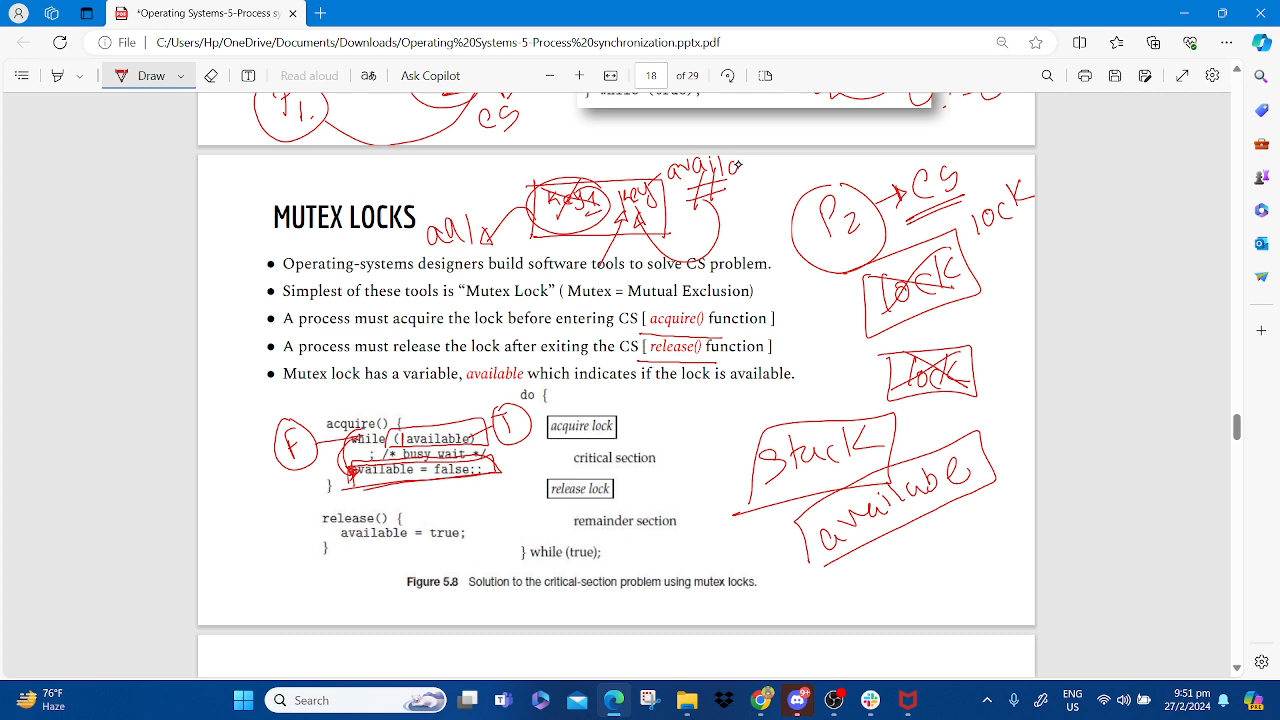 *Operating Systems-5-Process sy
File
C:/Users/Hp/OneDrive/Documents/Downloads/Operating%20Systems-5-Process%20synchronization.pptx.pdf
Draw
Read aloud
Ask Copilot
18 of 29
P1.
CS
} while (true);
MUTEX LOCKS
key
availa
P2
CS
lock
• Operating-systems designers build software tools to solve CS problem.
• Simplest of these tools is “Mutex Lock” ( Mutex = Mutual Exclusion)
• A process must acquire the lock before entering CS [ acquire() function ]
• A process must release the lock after exiting the CS [ release() function ]
• Mutex lock has a variable, available which indicates if the lock is available.
lock
lock
F
T
acquire() {
while (!available)
; /* busy wait */
available = false;;
}
release() {
available = true;
}
do {
acquire lock
critical section
release lock
remainder section
} while (true);
stuck
available
Figure 5.8 Solution to the critical-section problem using mutex locks.
76°F
Haze
Search
ENG
US
9:51 pm
27/2/2024